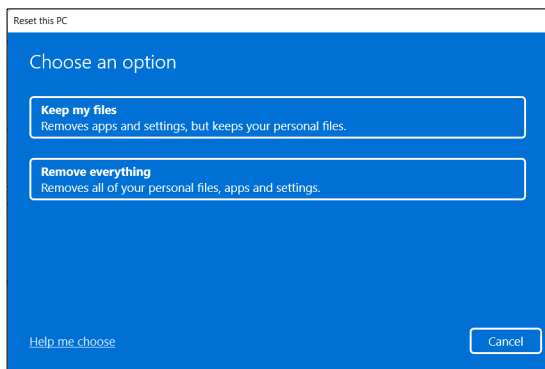 Reset this PC
Choose an option
Keep my files
Removes apps and settings, but keeps your personal files.
Remove everything
Removes all of your personal files, apps and settings.
Help me choose
Cancel